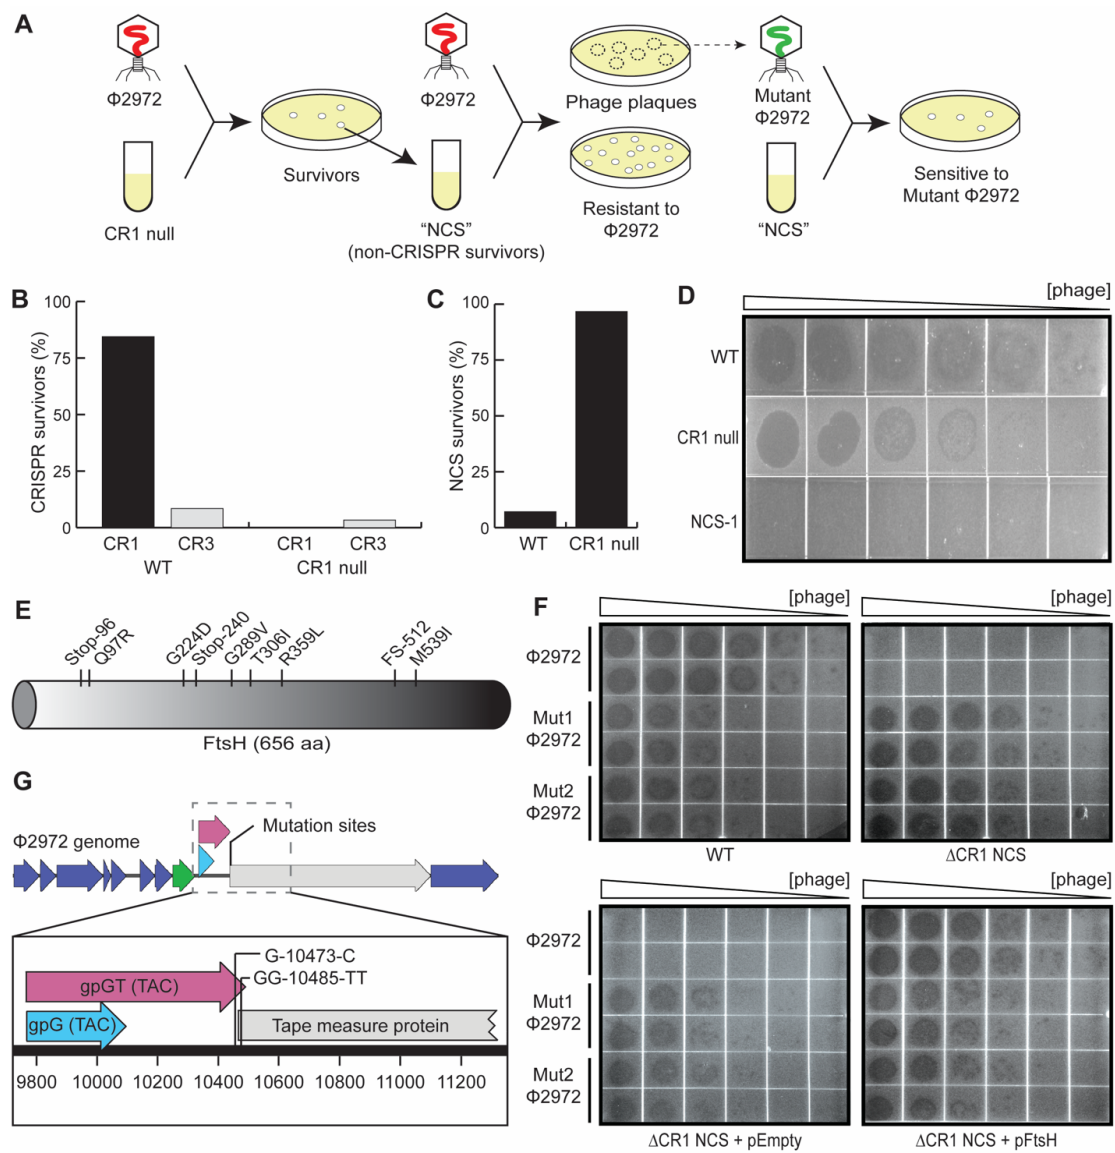 A
Φ2972
CR1 null
Survivors
Φ2972
"NCS"
(non-CRISPR survivors)
Phage plaques
Resistant to
Φ2972
Mutant
Φ2972
"NCS"
Sensitive to
Mutant Φ2972
B
CRISPR survivors (%)
100
75
50
25
0
CR1
CR3
CR1
CR3
WT
CR1 null
C
NCS survivors (%)
100
75
50
25
0
WT
CR1 null
D
[phage]
WT
CR1 null
NCS-1
E
Stop-96
Q97R
G224D
Stop-240
G289V
T306I
R359L
FS-512
M539I
FtsH (656 aa)
F
[phage]
[phage]
Φ2972
Mut1
Φ2972
Mut2
Φ2972
WT
ΔCR1 NCS
[phage]
[phage]
Φ2972
Mut1
Φ2972
Mut2
Φ2972
ΔCR1 NCS + pEmpty
ΔCR1 NCS + pFtsH
G
Φ2972 genome
Mutation sites
G-10473-C
GG-10485-TT
gpGT (TAC)
gpG (TAC)
Tape measure protein
9800 10000 10200 10400 10600 10800 11000 11200